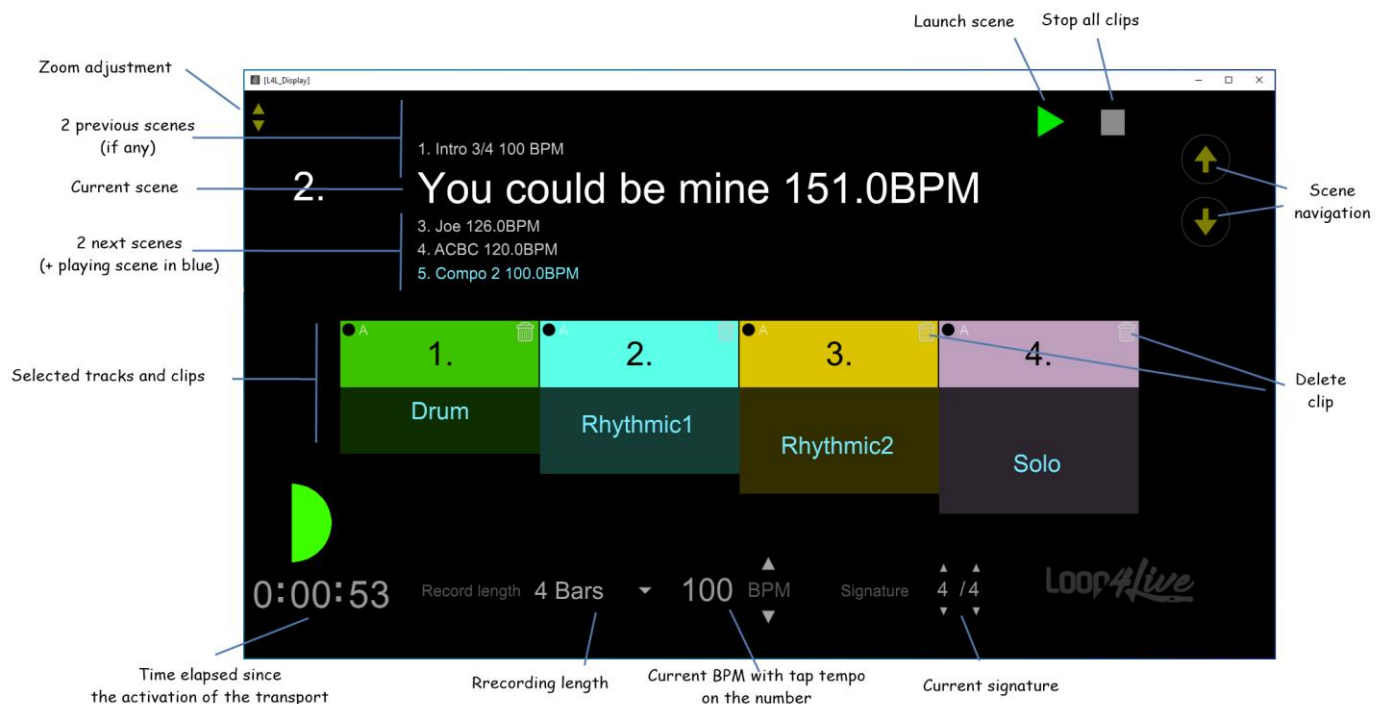 Launch scene
Stop all clips
Zoom adjustment
[L4L_Display]
2 previous scenes
(if any)
1. Intro 3/4 100 BPM
Current scene
2.
You could be mine 151.0BPM
Scene
navigation
2 next scenes
(+ playing scene in blue)
3. Joe 126.0BPM
4. ACBC 120.0BPM
5. Compo 2 100.0BPM
A
A
A
A
1.
2.
3.
4.
Selected tracks and clips
Delete
clip
Drum
Rhythmic1
Rhythmic2
Solo
0:00:53
Record length
4 Bars
100
BPM
Signature
4 /4
Loop4Live
Time elapsed since
the activation of the transport
Rrecording length
Current BPM with tap tempo
on the number
Current signature